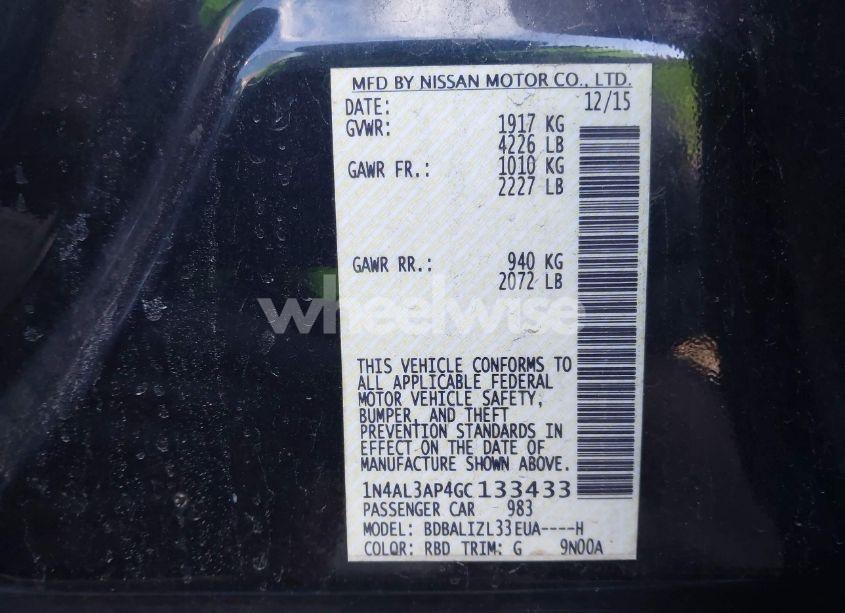 MFD BY NISSAN MOTOR CO., LTD.
DATE: 12/15
GVWR: 1917 KG
4226 LB
GAWR FR.: 1010 KG
2227 LB
GAWR RR.: 940 KG
2072 LB
wheelwise
THIS VEHICLE CONFORMS TO
ALL APPLICABLE FEDERAL
MOTOR VEHICLE SAFETY,
BUMPER, AND THEFT
PREVENTION STANDARDS IN
EFFECT ON THE DATE OF
MANUFACTURE SHOWN ABOVE.
1N4AL3AP4GC133433
PASSENGER CAR 983
MODEL: BDBALIZL33EUA----H
COLOR: RBD TRIM: G 9N00A